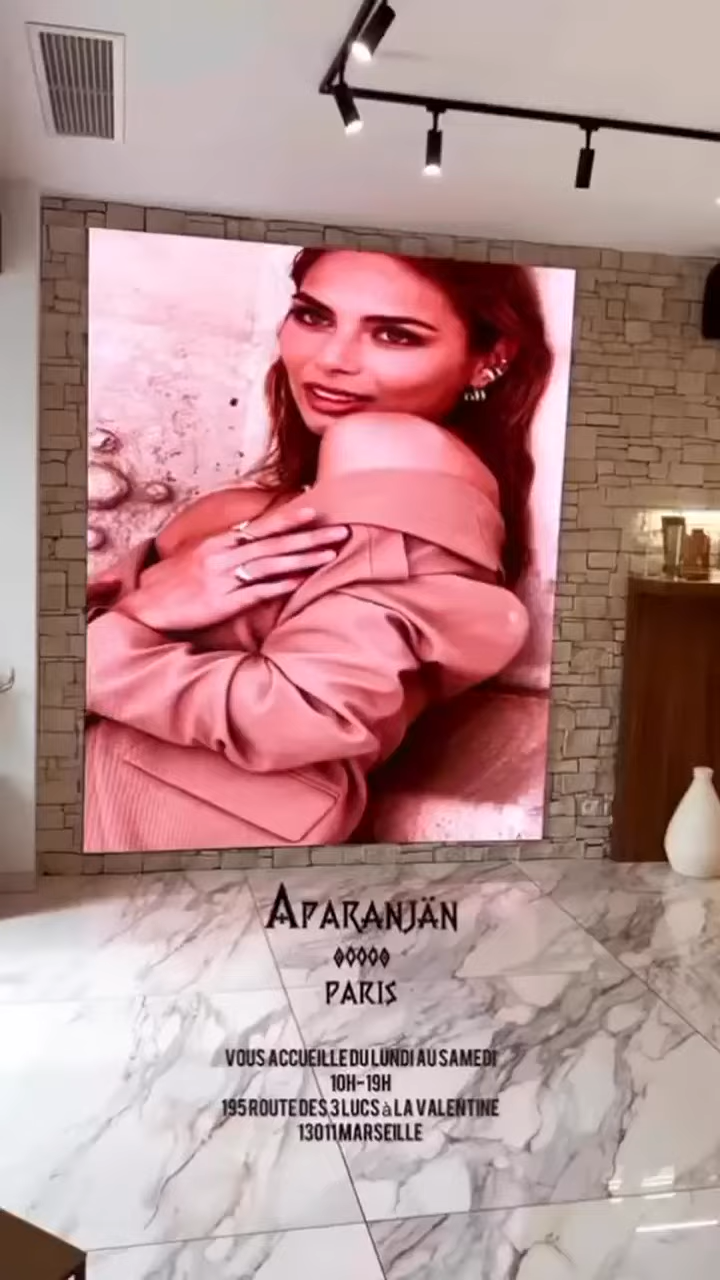 APARANJÄN
PARIS
VOUS ACCUEILLE DU LUNDI AU SAMEDI
10H-19H
195 ROUTE DES 3 LUCS à LA VALENTINE
13011 MARSEILLE